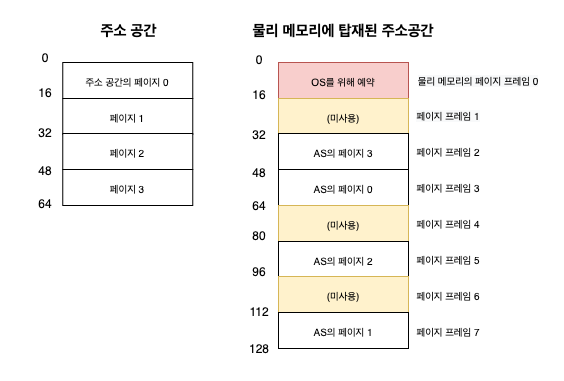 주소 공간
0
주소 공간의 페이지 0
16
페이지 1
32
페이지 2
48
페이지 3
64
물리 메모리에 탑재된 주소공간
0
OS를 위해 예약 물리 메모리의 페이지 프레임 0
16
(미사용) 페이지 프레임 1
32
AS의 페이지 3 페이지 프레임 2
48
AS의 페이지 0 페이지 프레임 3
64
(미사용) 페이지 프레임 4
80
AS의 페이지 2 페이지 프레임 5
96
(미사용) 페이지 프레임 6
112
AS의 페이지 1 페이지 프레임 7
128